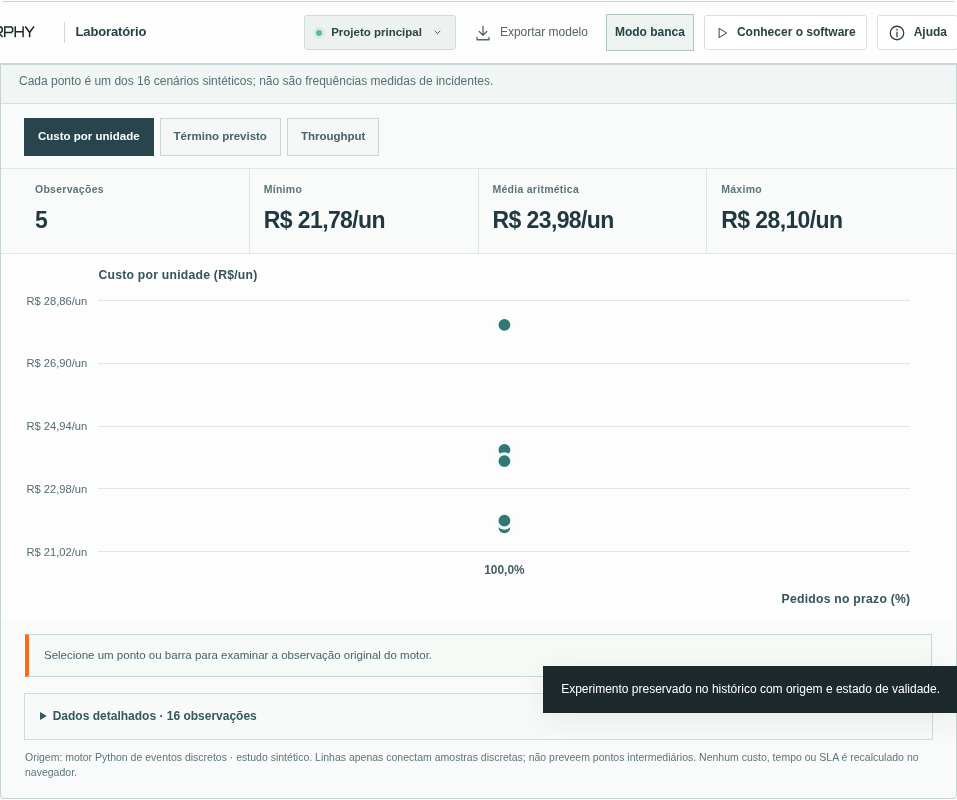 RPHY
Laboratório
Projeto principal
Exportar modelo
Modo banca
Conhecer o software
Ajuda
Cada ponto é um dos 16 cenários sintéticos; não são frequências medidas de incidentes.
Custo por unidade
Término previsto
Throughput
Observações
5
Mínimo
R$ 21,78/un
Média aritmética
R$ 23,98/un
Máximo
R$ 28,10/un
Custo por unidade (R$/un)
R$ 28,86/un
R$ 26,90/un
R$ 24,94/un
R$ 22,98/un
R$ 21,02/un
100,0%
Pedidos no prazo (%)
Selecione um ponto ou barra para examinar a observação original do motor.
Experimento preservado no histórico com origem e estado de validade.
Dados detalhados · 16 observações
Origem: motor Python de eventos discretos · estudo sintético. Linhas apenas conectam amostras discretas; não preveem pontos intermediários. Nenhum custo, tempo ou SLA é recalculado no
navegador.